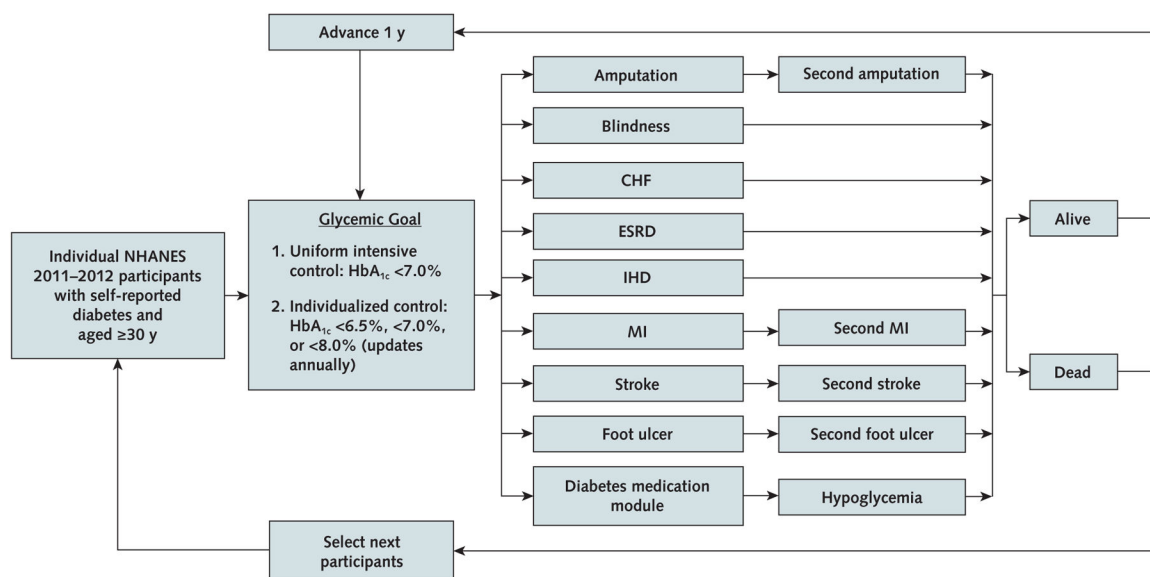 Advance 1 y
Amputation
Second amputation
Blindness
CHF
Glycemic Goal
1. Uniform intensive
control: HbA1c <7.0%
2. Individualized control:
HbA1c <6.5%, <7.0%,
or <8.0% (updates
annually)
Individual NHANES
2011–2012 participants
with self-reported
diabetes and
aged ≥30 y
ESRD
IHD
MI
Second MI
Stroke
Second stroke
Foot ulcer
Second foot ulcer
Diabetes medication
module
Hypoglycemia
Alive
Dead
Select next
participants